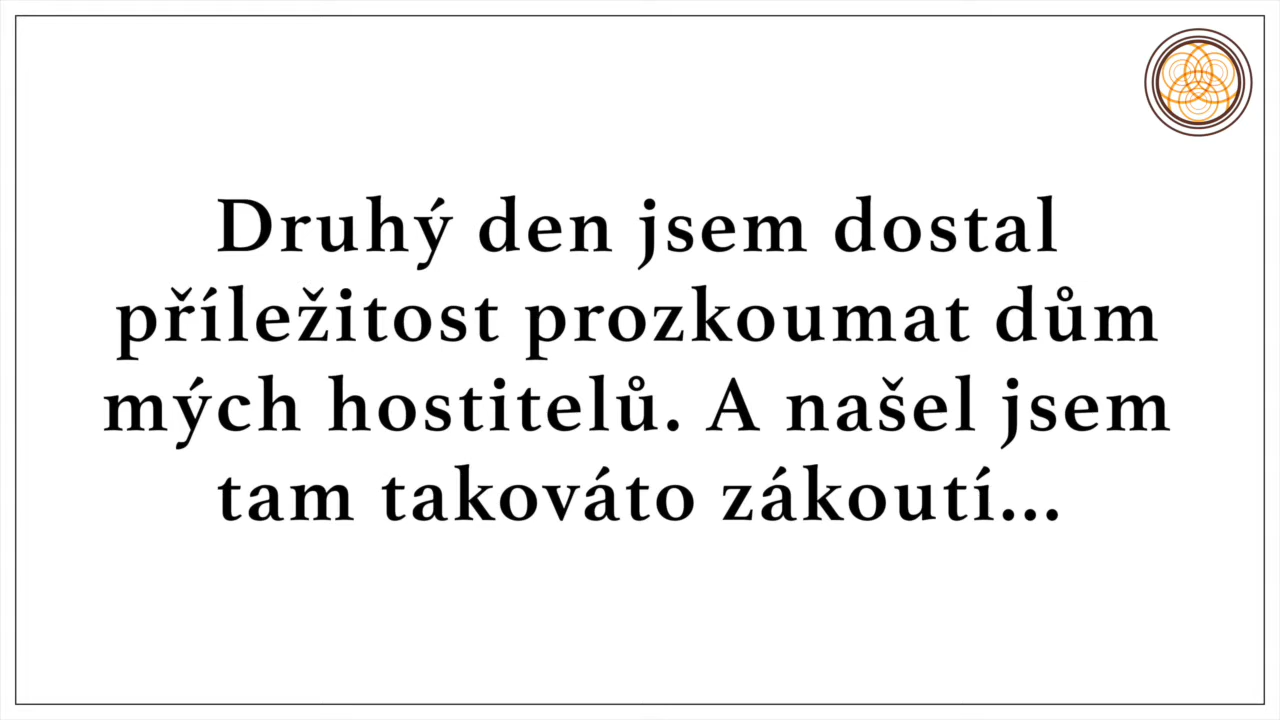 Druhý den jsem dostal
příležitost prozkoumat dům
mých hostitelů. A našel jsem
tam takováto zákoutí...